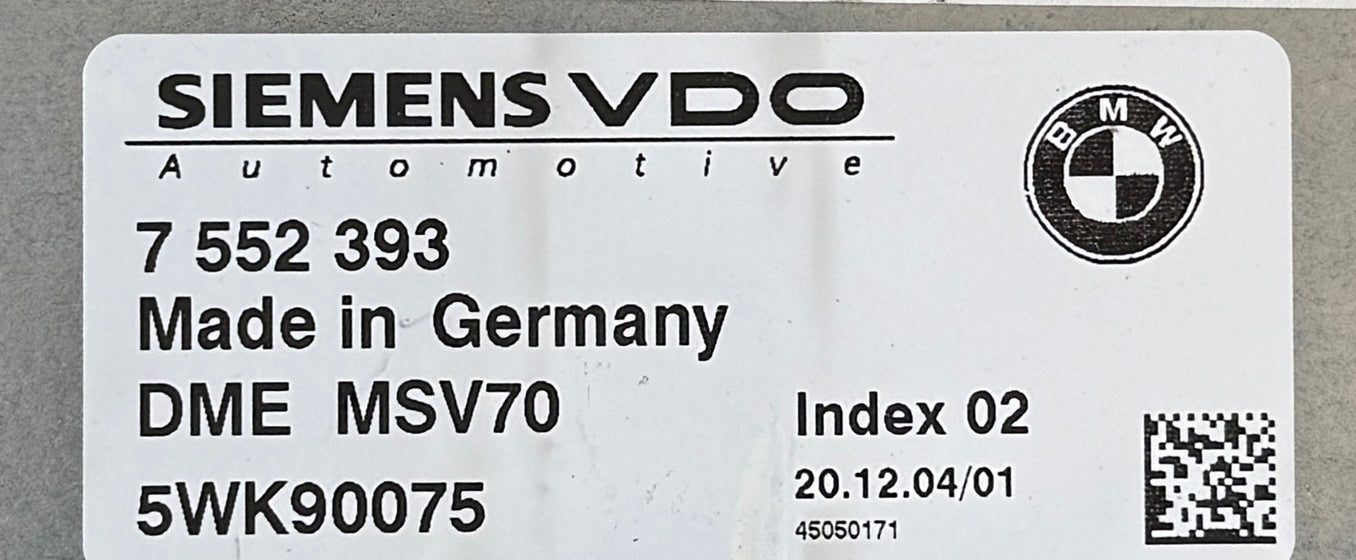 SIEMENS VDO
Automotive
BMW
7 552 393
Made in Germany
DME MSV70
Index 02
5WK90075
20.12.04/01
45050171